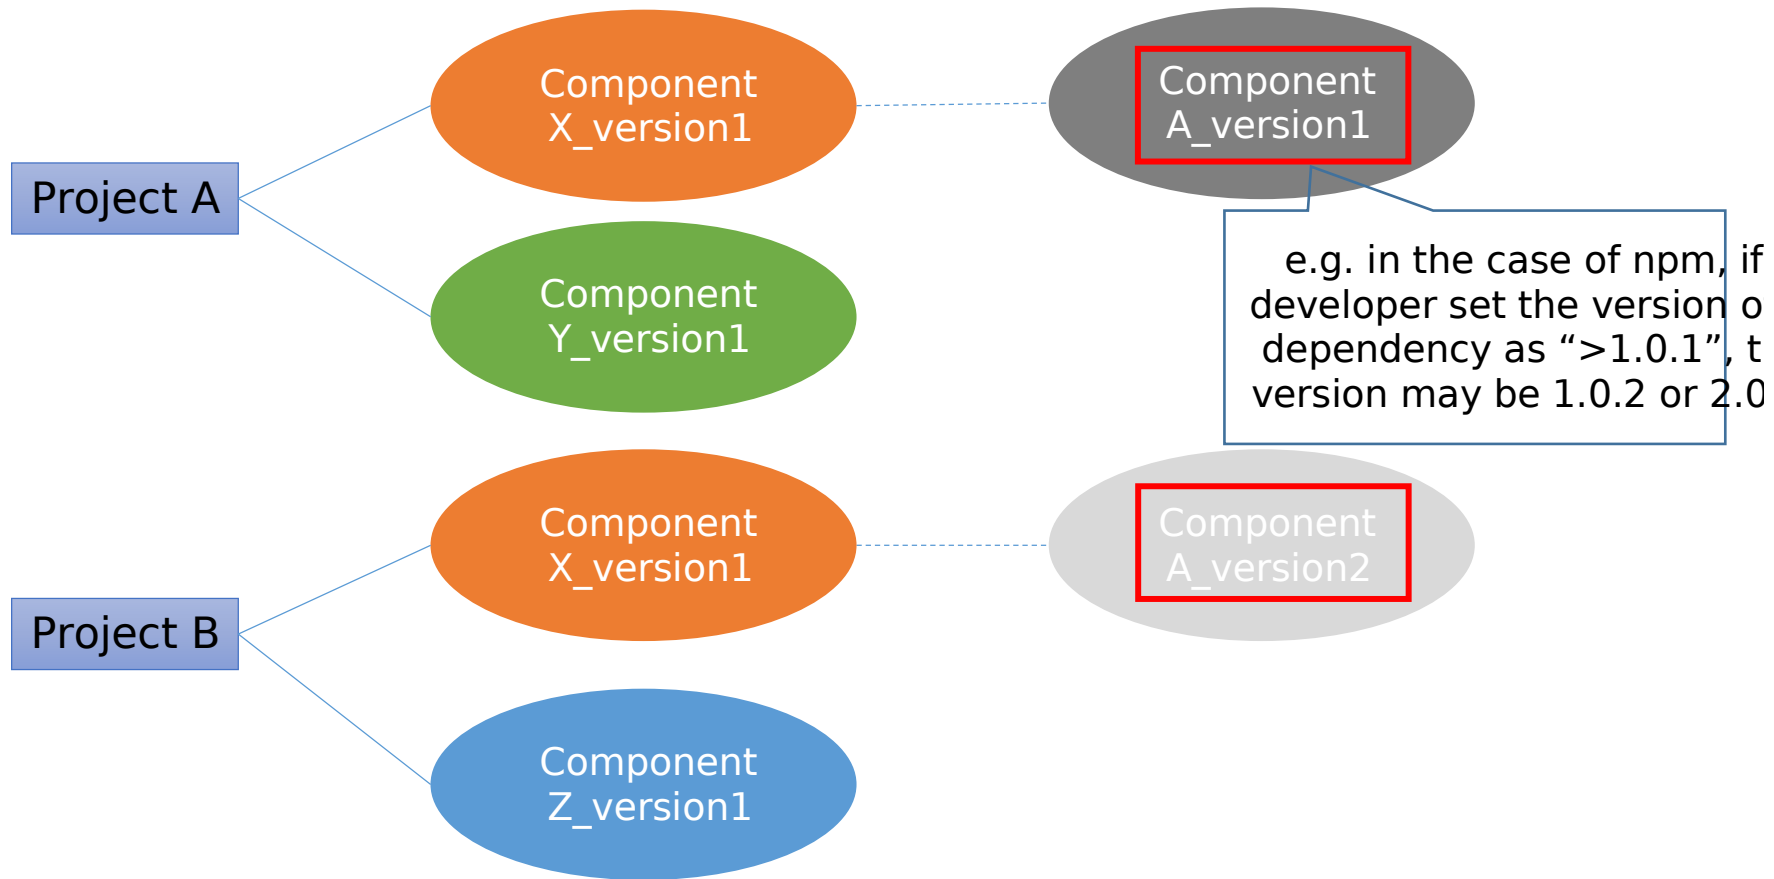 Component
X_version1
Component
A_version1
Project A
Component
Y_version1
e.g. in the case of npm, if
developer set the version
dependency as “>1.0.1”,
version may be 1.0.2 or 2.0
Component
X_version1
Component
A_version2
Project B
Component
Z_version1